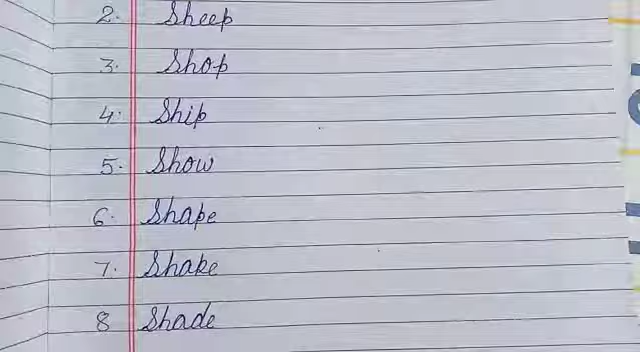 2. Sheep
3. Shop
4. Ship
5. Show
6. Shape
7. Shake
8 Shade